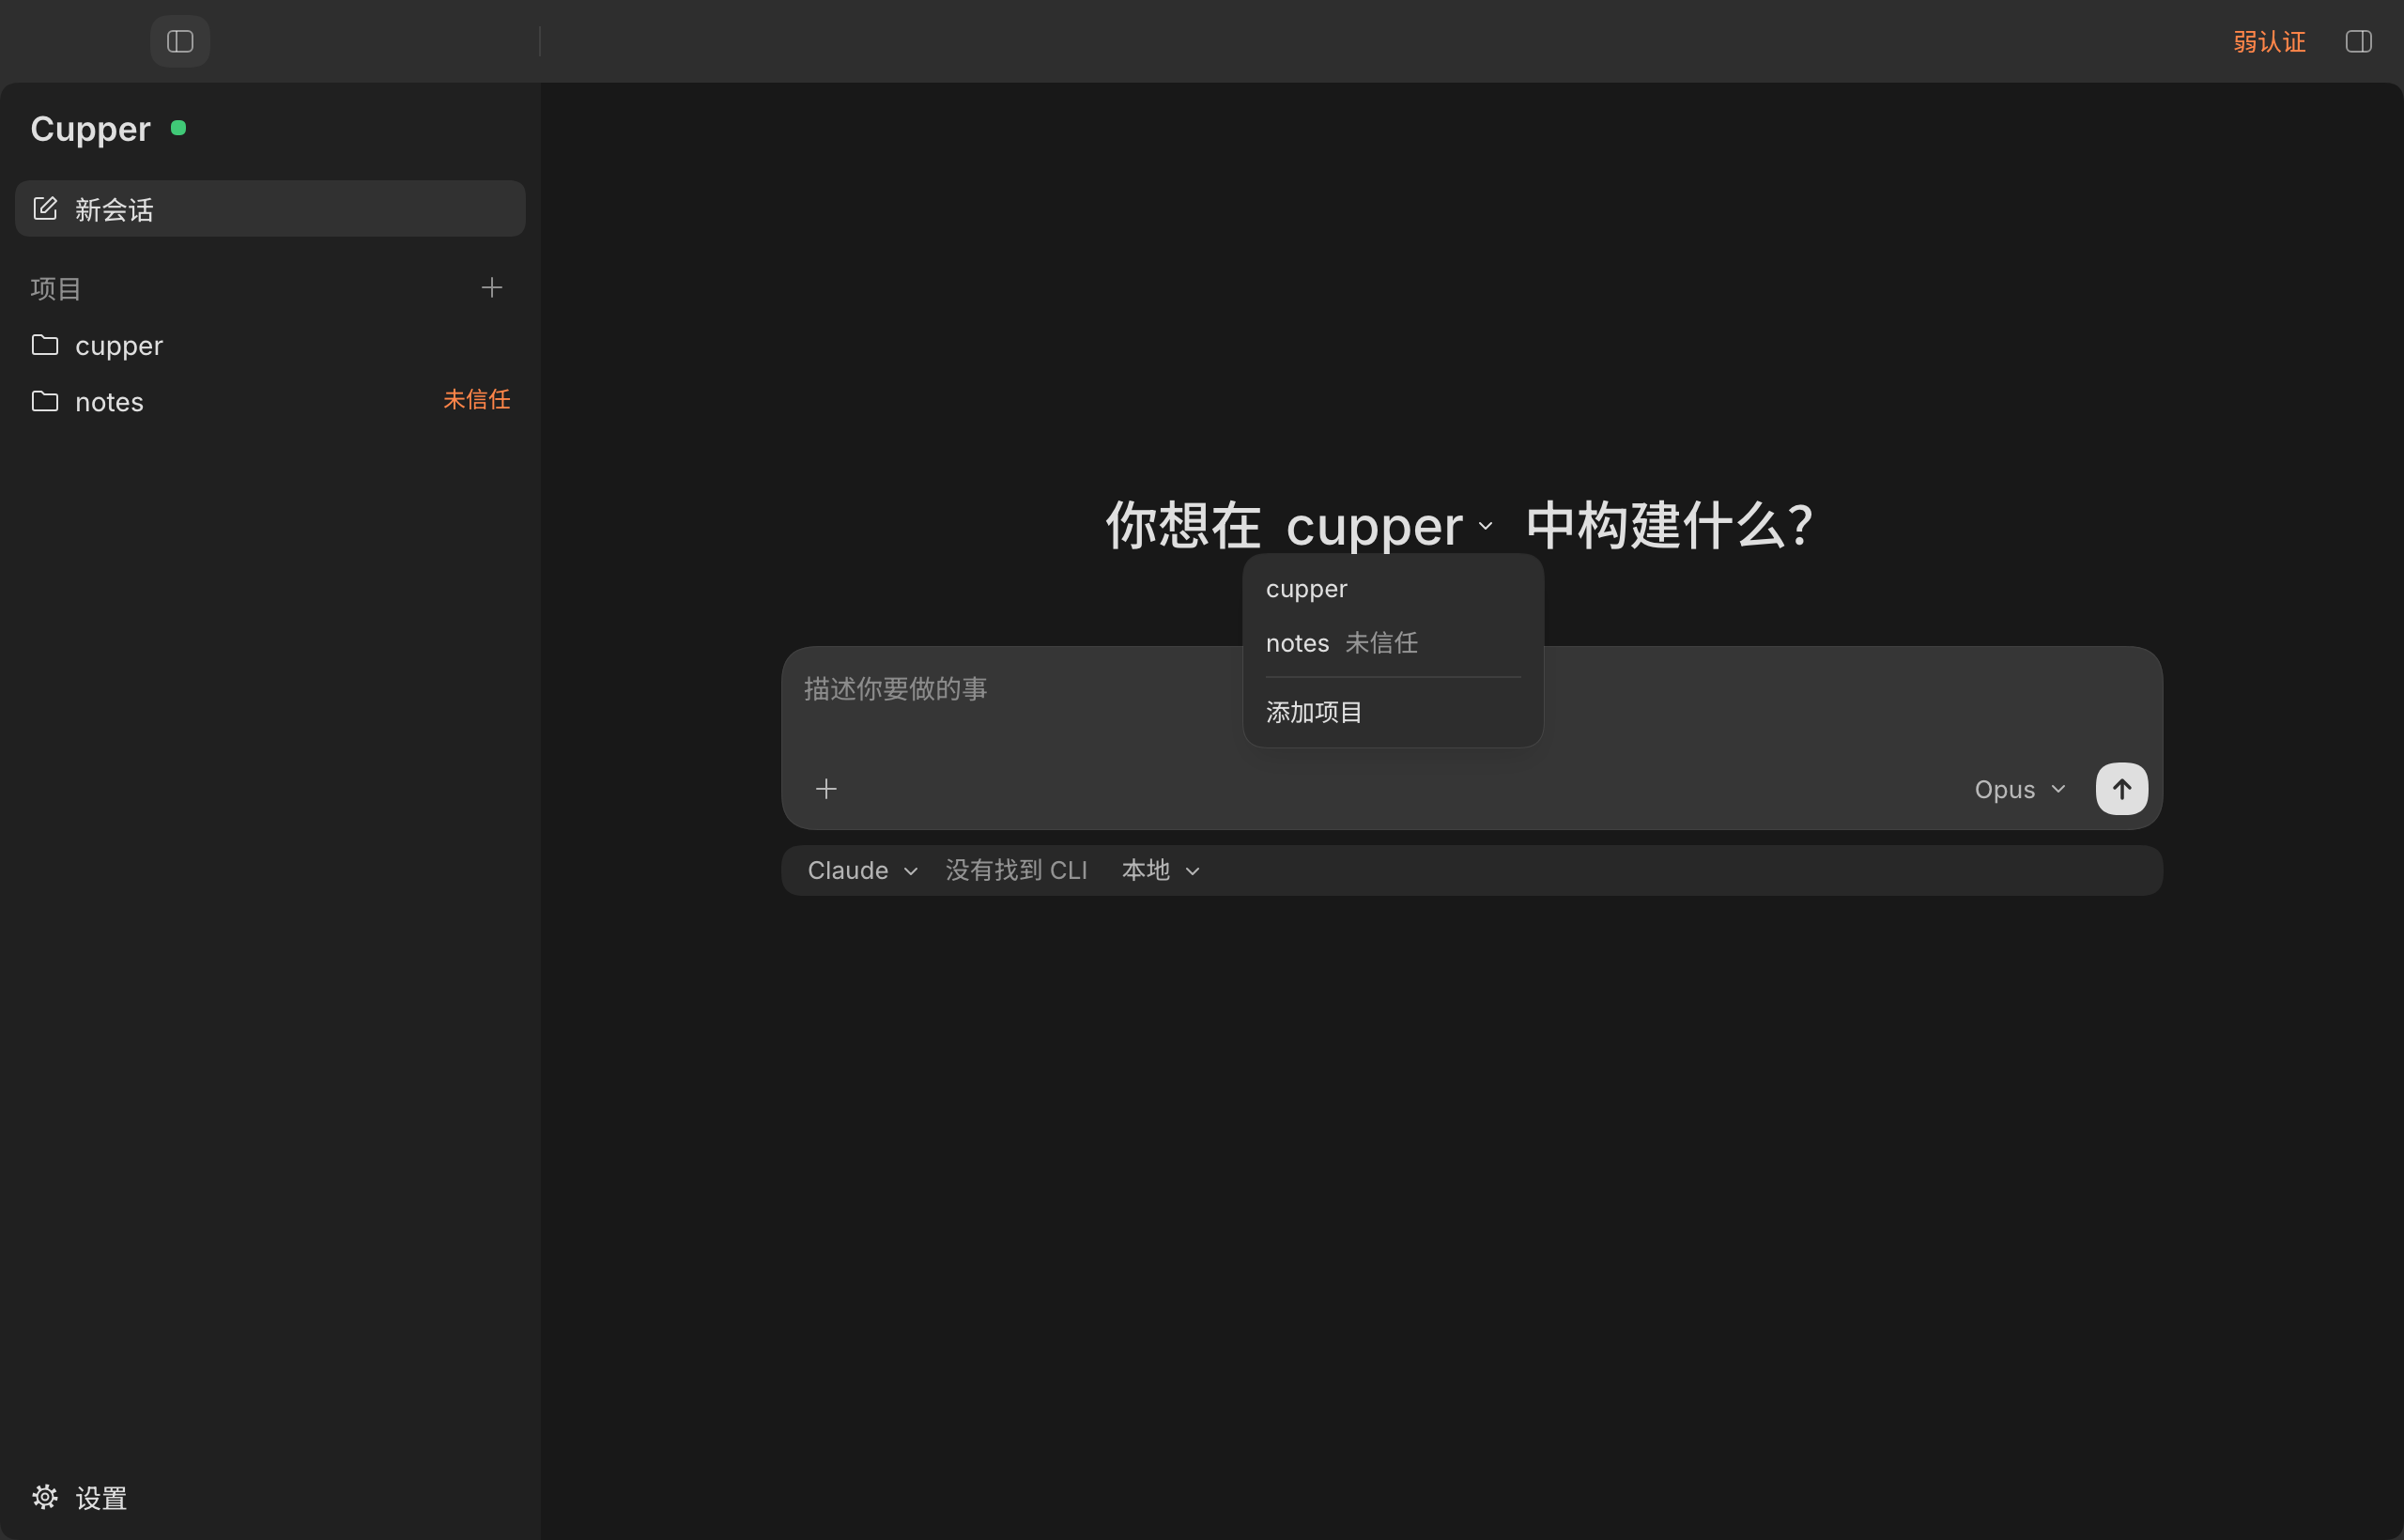 弱认证
Cupper
新会话
项目
cupper
notes 未信任
你想在 cupper 中构建什么?
cupper
notes 未信任
添加项目
描述你要做的事
Opus
Claude 没有找到 CLI 本地
设置